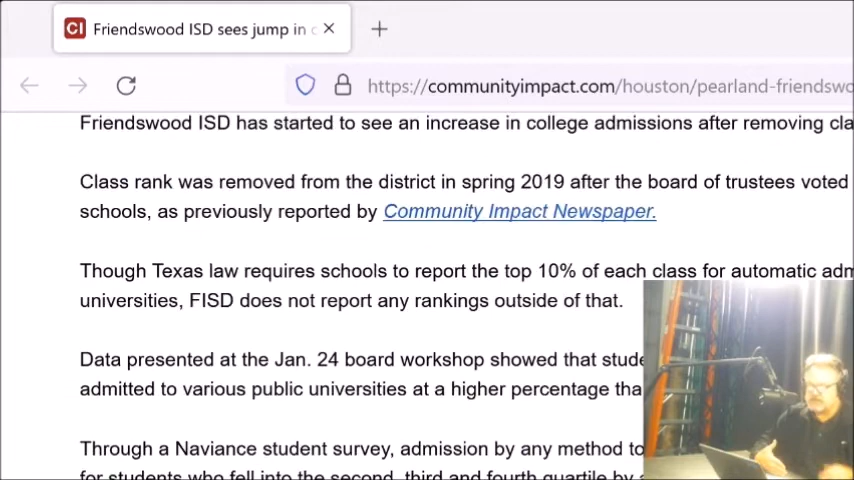 CI Friendswood ISD sees jump in c
https://communityimpact.com/houston/pearland-friendswo
Friendswood ISD has started to see an increase in college admissions after removing cla
Class rank was removed from the district in spring 2019 after the board of trustees voted
schools, as previously reported by Community Impact Newspaper.
Though Texas law requires schools to report the top 10% of each class for automatic adm
universities, FISD does not report any rankings outside of that.
Data presented at the Jan. 24 board workshop showed that stude
admitted to various public universities at a higher percentage tha
Through a Naviance student survey, admission by any method to
for students who fell into the second, third and fourth quartile by a